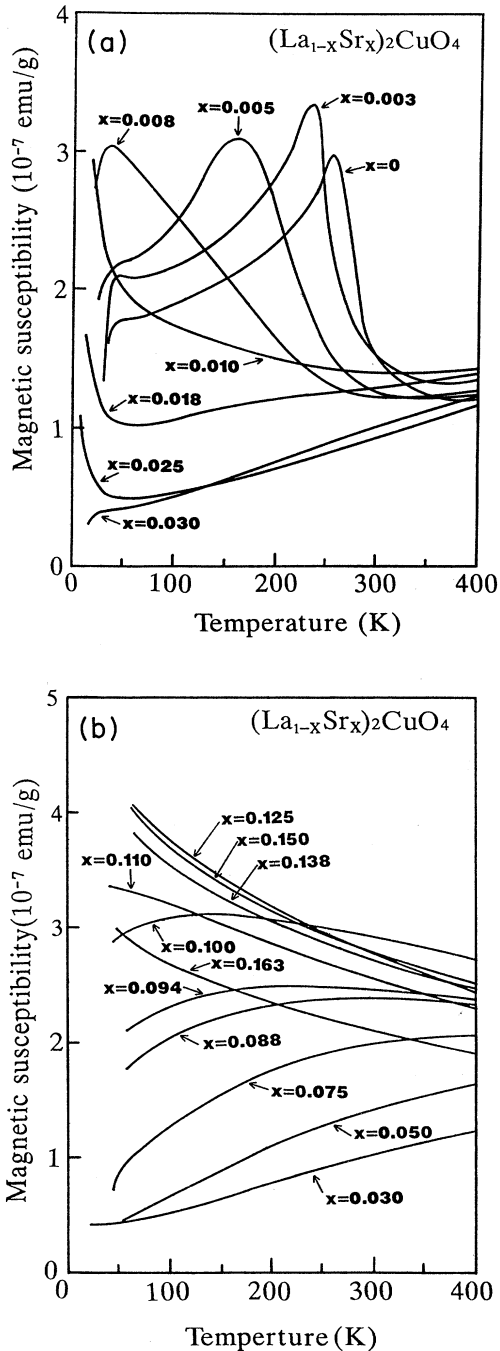 4
(a)
(La₁₋ₓSrₓ)₂CuO₄
x=0.008
x=0.005
x=0.003
3
x=0
Magnetic susceptibility (10⁻⁷ emu/g)
2
x=0.010
x=0.018
1
x=0.025
x=0.030
0
0 100 200 300 400
Temperature (K)
5
(b)
(La₁₋ₓSrₓ)₂CuO₄
4
x=0.125
x=0.150
x=0.110
x=0.138
3
x=0.100
x=0.163
x=0.094
Magnetic susceptibility(10⁻⁷ emu/g)
x=0.088
2
x=0.075
x=0.050
1
x=0.030
0
0 100 200 300 400
Temperture (K)